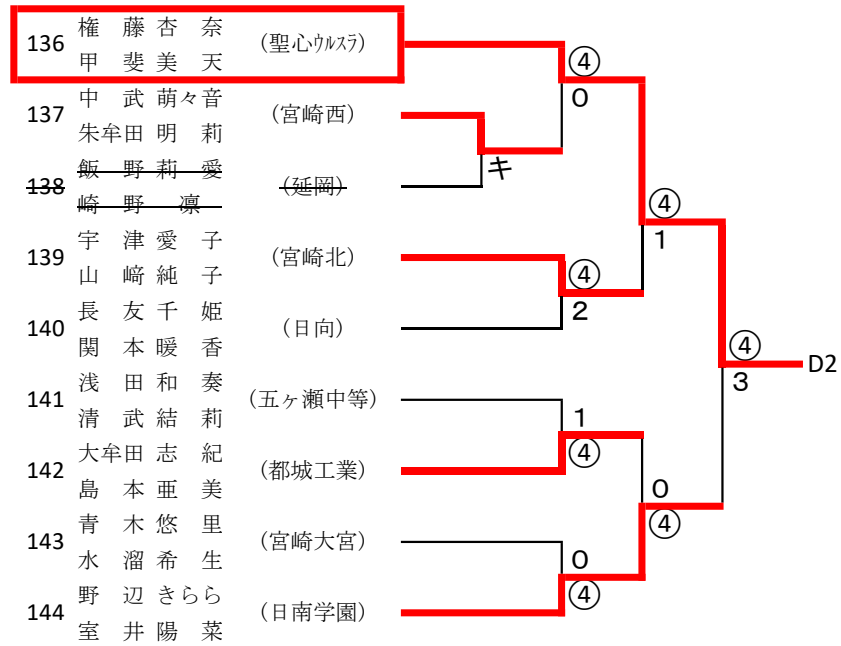 136 権藤杏奈 (聖心ウルスラ)
甲斐美天
④
0
137 中武萌々音 (宮崎西)
朱牟田明莉
キ
138 飯野莉愛 (延岡)
崎野凛
④
1
139 宇津愛子 (宮崎北)
山﨑純子
④
2
140 長友千姫 (日向)
関本暖香
④
3
D2
141 浅田和奏 (五ヶ瀬中等)
清武結莉
1
④
142 大牟田志紀 (都城工業)
島本亜美
0
④
143 青木悠里 (宮崎大宮)
水溜希生
0
④
144 野辺きらら (日南学園)
室井陽菜